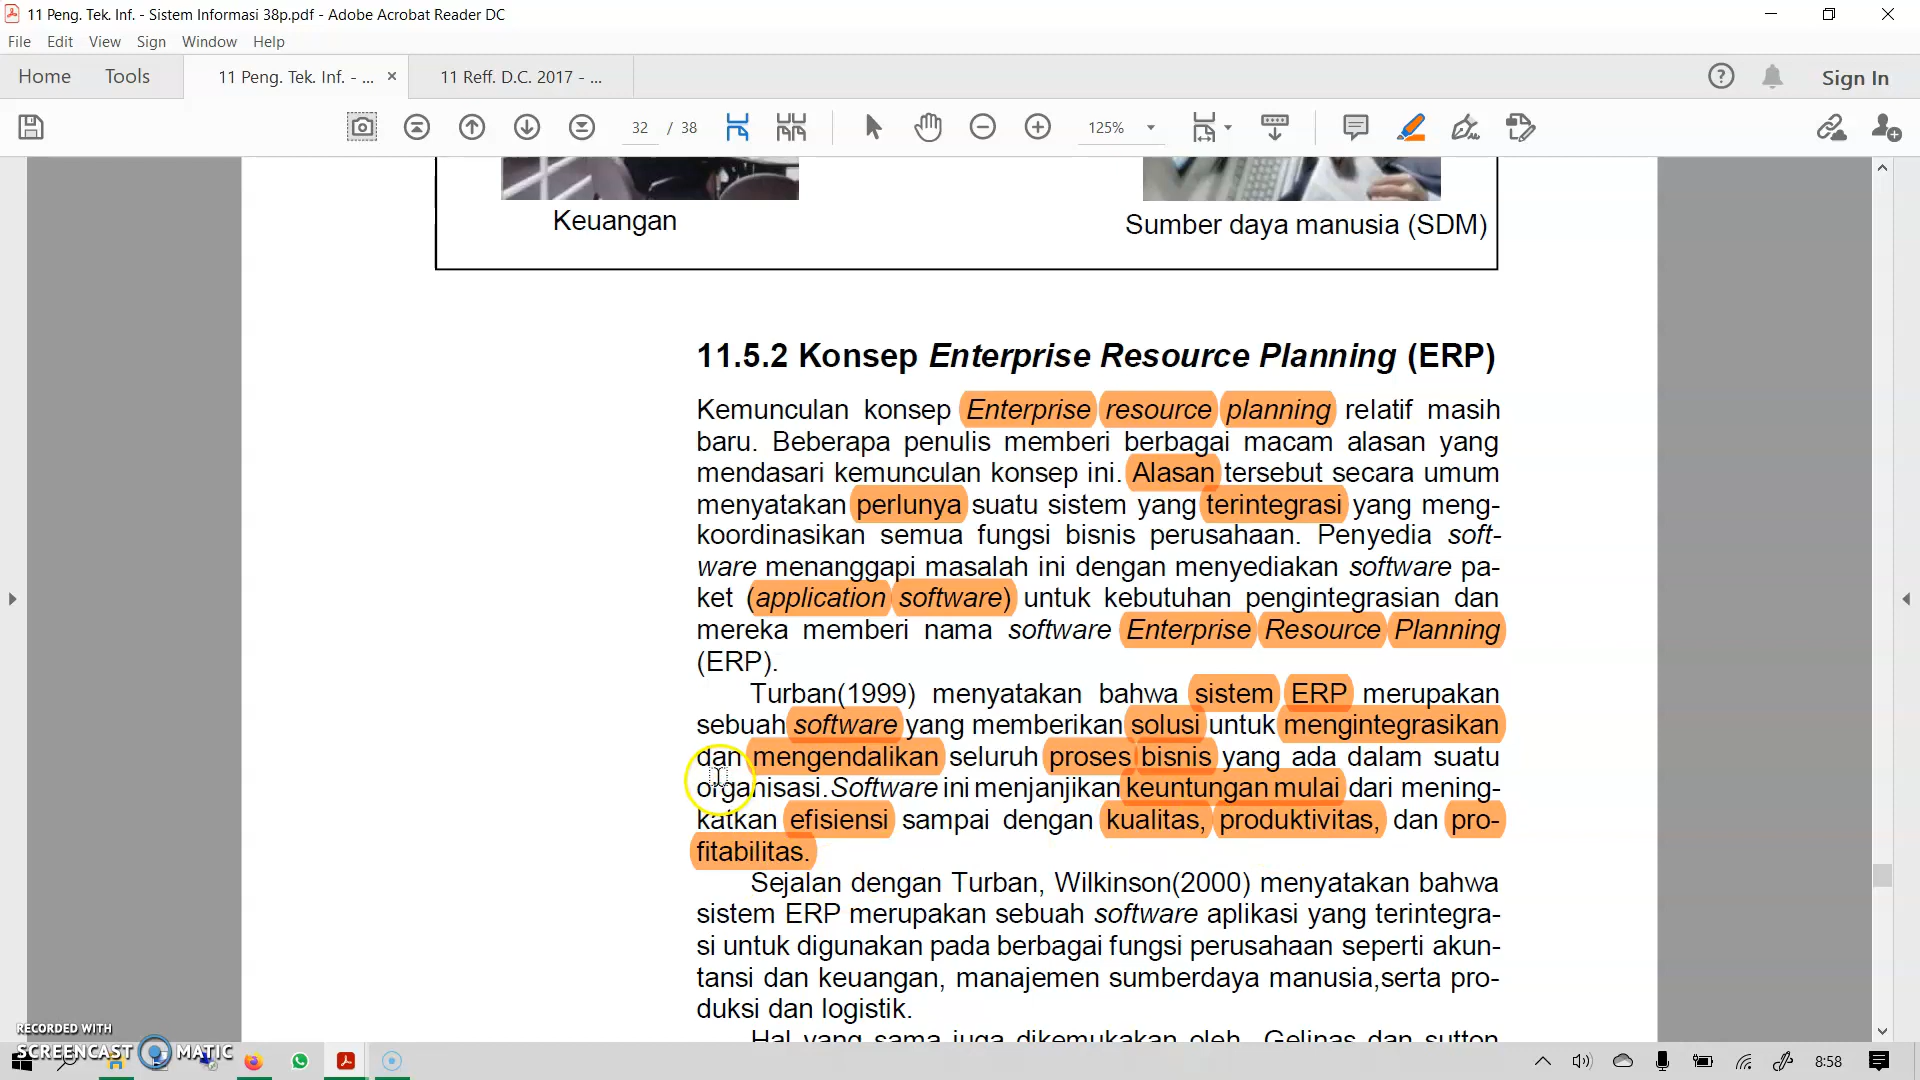 11 Peng. Tek. Inf. - Sistem Informasi 38p.pdf - Adobe Acrobat Reader DC
File Edit View Sign Window Help
Home Tools 11 Peng. Tek. Inf. - ... × 11 Reff. D.C. 2017 - ... Sign In
32 / 38 125%
Keuangan
Sumber daya manusia (SDM)
11.5.2 Konsep Enterprise Resource Planning (ERP)
Kemunculan konsep Enterprise resource planning relatif masih
baru. Beberapa penulis memberi berbagai macam alasan yang
mendasari kemunculan konsep ini. Alasan tersebut secara umum
menyatakan perlunya suatu sistem yang terintegrasi yang meng-
koordinasikan semua fungsi bisnis perusahaan. Penyedia soft-
ware menanggapi masalah ini dengan menyediakan software pa-
ket (application software) untuk kebutuhan pengintegrasian dan
mereka memberi nama software Enterprise Resource Planning
(ERP).
Turban(1999) menyatakan bahwa sistem ERP merupakan
sebuah software yang memberikan solusi untuk mengintegrasikan
dan mengendalikan seluruh proses bisnis yang ada dalam suatu
organisasi.Software ini menjanjikan keuntungan mulai dari mening-
katkan efisiensi sampai dengan kualitas, produktivitas, dan pro-
fitabilitas.
Sejalan dengan Turban, Wilkinson(2000) menyatakan bahwa
sistem ERP merupakan sebuah software aplikasi yang terintegra-
si untuk digunakan pada berbagai fungsi perusahaan seperti akun-
tansi dan keuangan, manajemen sumberdaya manusia,serta pro-
duksi dan logistik.
Hal yang sama juga dikemukakan oleh Gelinas dan sutton
RECORDED WITH
SCREENCAST MATIC
8:58